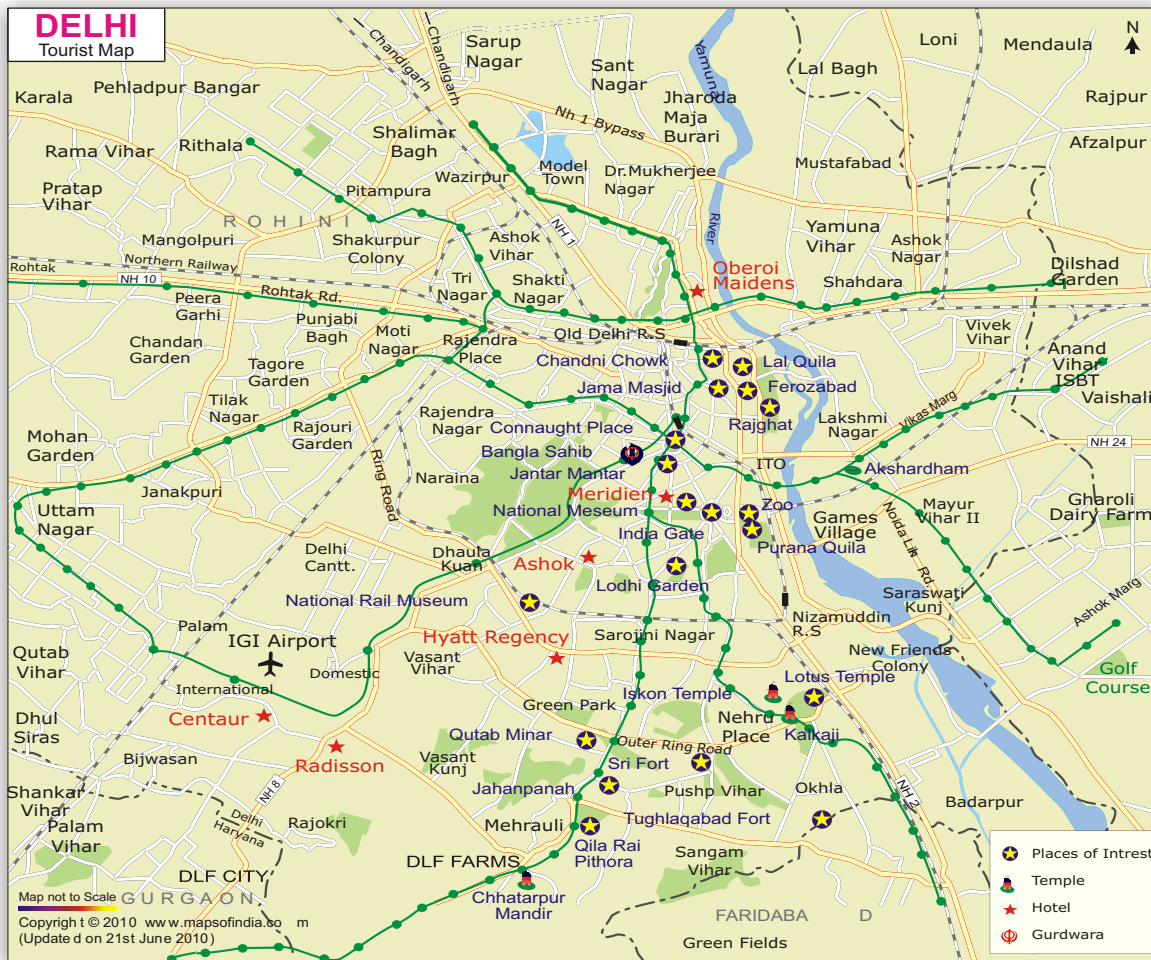 DELHI
Tourist Map
N
Chandigarh
Chandigarh
Sarup
Nagar
Sant
Nagar
Yamuna
Lal Bagh
Loni
Mendaula
Karala
Pehladpur Bangar
Jharoda
Maja
Burari
Nh 1 Bypass
Rajpur
Afzalpur
Rama Vihar
Rithala
Shalimar
Bagh
Model
Town
Dr.Mukherjee
Nagar
Mustafabad
Pratap
Vihar
Pitampura
Wazirpur
ROHINI
Mangolpuri
Shakurpur
Colony
Ashok
Vihar
NH 1
River
Yamuna
Vihar
Ashok
Nagar
Rohtak
Northern Railway
NH 10
Rohtak Rd.
Tri
Nagar
Shakti
Nagar
Oberoi
Maidens
Shahdara
Dilshad
Garden
Peera
Garhi
Punjabi
Bagh
Moti
Nagar
Rajendra
Place
Old Delhi R.S
Vivek
Vihar
Chandan
Garden
Tagore
Garden
Chandni Chowk
Lal Quila
Anand
Vihar
ISBT
Jama Masjid
Ferozabad
Vaishali
Tilak
Nagar
Rajouri
Garden
Rajendra
Nagar
Connaught Place
Rajghat
Lakshmi
Nagar
Vikas Marg
Mohan
Garden
Bangla Sahib
NH 24
Jantar Mantar
ITO
Akshardham
Janakpuri
Ring Road
Naraina
Meridien
National Meseum
Zoo
Uttam
Nagar
India Gate
Games
Village
Mayur
Vihar II
Gharoli
Dairy Farm
Purana Quila
Noida Lin k Rd.
Delhi
Cantt.
Dhaula
Kuan
Ashok
Lodhi Garden
Saraswati
Kunj
Ashok Marg
National Rail Museum
Nizamuddin
R.S
Palam
IGI Airport
Hyatt Regency
Sarojini Nagar
Qutab
Vihar
Domestic
Vasant
Vihar
New Friends
Colony
International
Iskon Temple
Lotus Temple
Golf
Course
Centaur
Green Park
Nehru
Place
Kalkaji
Dhul
Siras
Qutab Minar
Outer Ring Road
Bijwasan
Radisson
Vasant
Kunj
Sri Fort
Shankar
Vihar
NH 8
Jahanpanah
Pushp Vihar
Okhla
NH 2
Badarpur
Palam
Vihar
Delhi
Haryana
Rajokri
Mehrauli
Tughlaqabad Fort
Qila Rai
Pithora
Sangam
Vihar
DLF FARMS
DLF CITY
Chhatarpur
Mandir
GURGAON
FARIDABA D
Green Fields
Map not to Scale
Copyrigh t © 2010 www.mapsofindia.co m
(Update d on 21st June 2010)
Places of Intrest
Temple
Hotel
Gurdwara